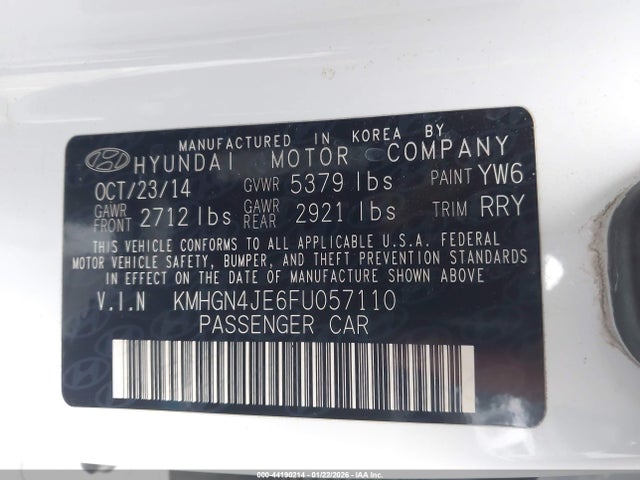 MANUFACTURED IN KOREA BY
HYUNDAI MOTOR COMPANY
OCT/23/14 GVWR 5379 lbs PAINT YW6
GAWR FRONT 2712 lbs GAWR REAR 2921 lbs TRIM RRY
THIS VEHICLE CONFORMS TO ALL APPLICABLE U.S.A. FEDERAL
MOTOR VEHICLE SAFETY, BUMPER, AND THEFT PREVENTION STANDARDS
IN EFFECT ON THE DATE OF MANUFACTURE SHOWN ABOVE.
V.I.N KMHGN4JE6FU057110
PASSENGER CAR
000-44190214 - 01/22/2026 - IAA Inc.